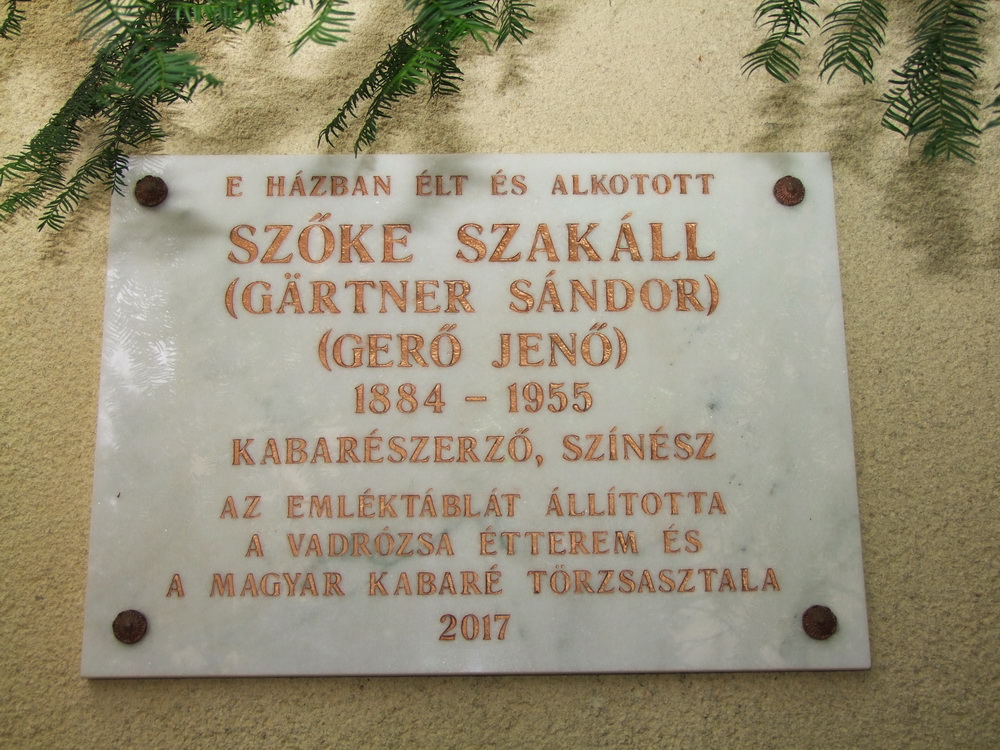 E HÁZBAN ÉLT ÉS ALKOTOTT
SZŐKE SZAKÁLL
(GÄRTNER SÁNDOR)
(GERŐ JENŐ)
1884 – 1955
KABARÉSZERZŐ, SZÍNÉSZ
AZ EMLÉKTÁBLÁT ÁLLÍTOTTA
A VADRÓZSA ÉTTEREM ÉS
A MAGYAR KABARÉ TÖRZSASZTALA
2017